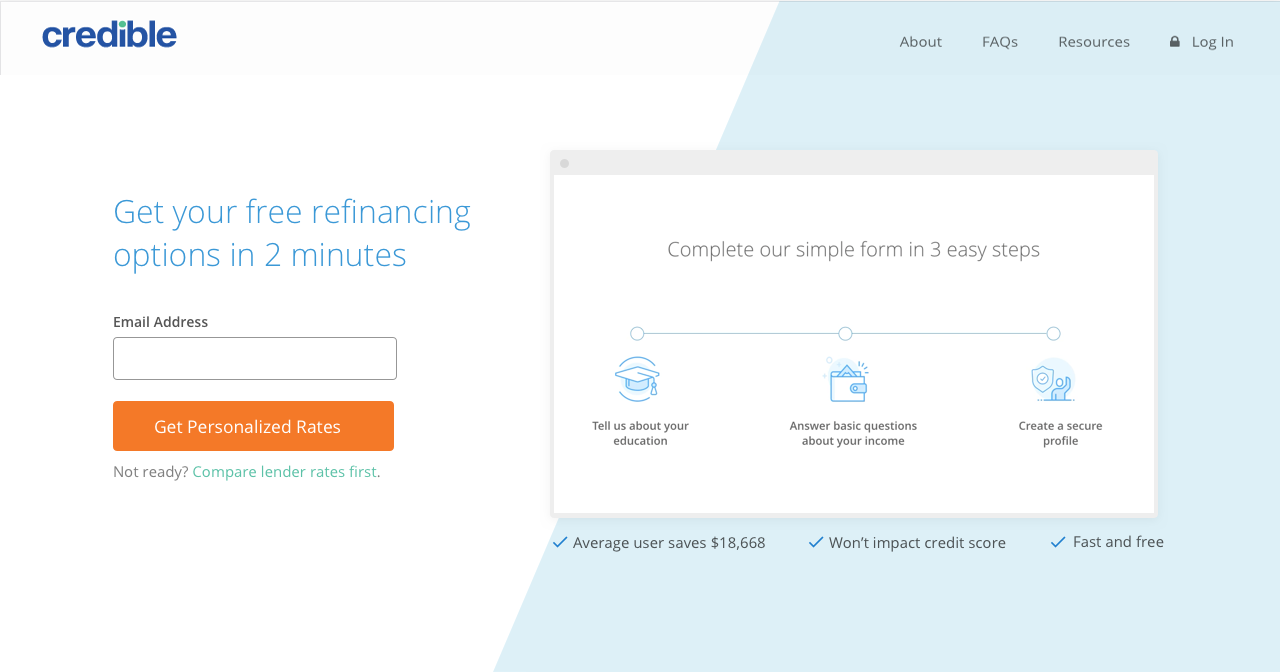 credible
About
FAQs
Resources
Log In
Get your free refinancing
options in 2 minutes
Email Address
Get Personalized Rates
Not ready? Compare lender rates first.
Complete our simple form in 3 easy steps
Tell us about your
education
Answer basic questions
about your income
Create a secure
profile
Average user saves $18,668
Won’t impact credit score
Fast and free